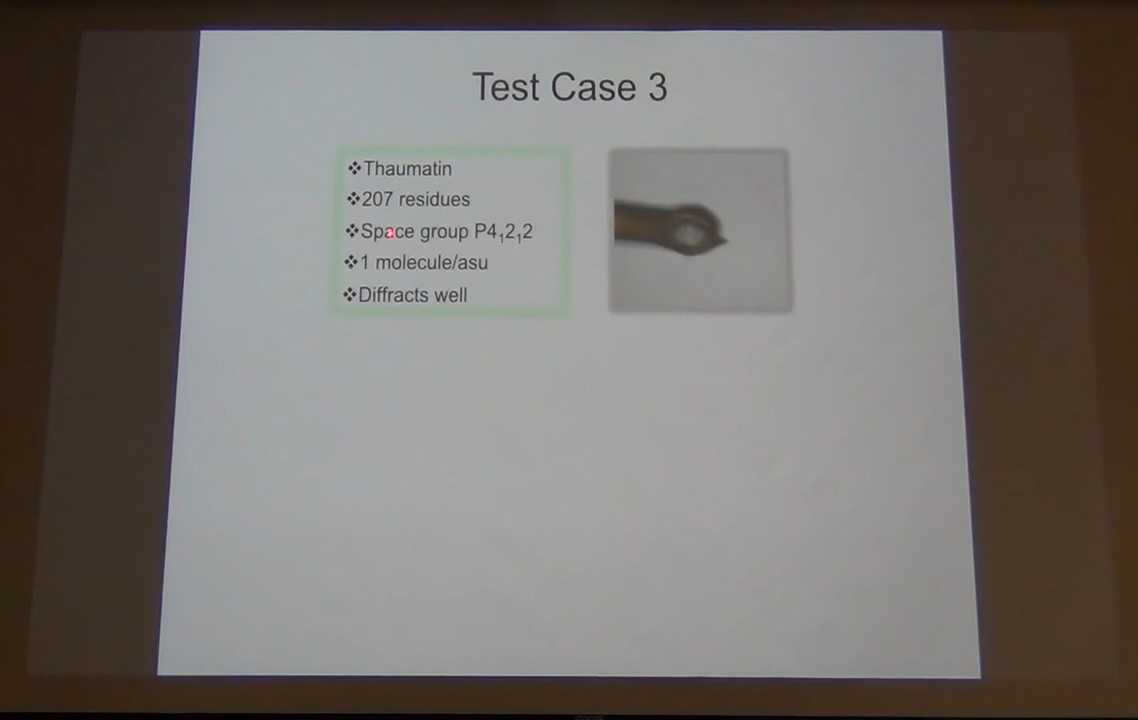 Test Case 3
❖Thaumatin
❖207 residues
❖Space group P4₁2₁2
❖1 molecule/asu
❖Diffracts well